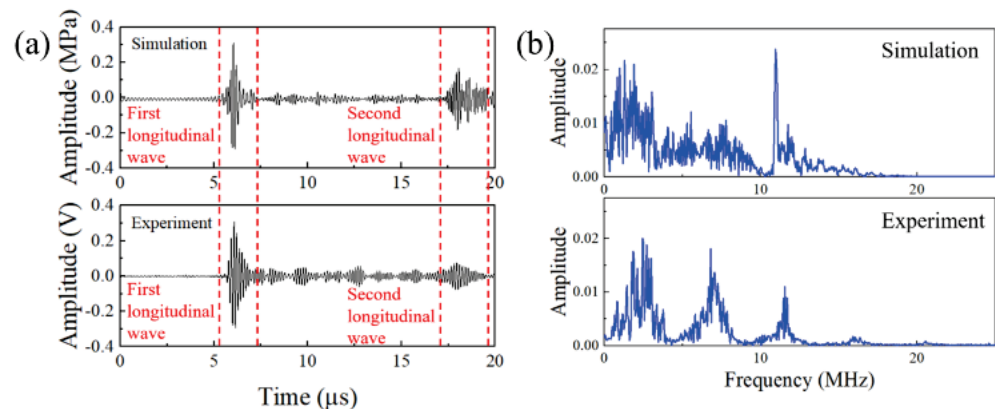 (a)
Amplitude (MPa)
0.4
0.2
0.0
-0.2
-0.4
Simulation
First
longitudinal
wave
Second
longitudinal
wave
0
5
10
15
20
Amplitude (V)
0.4
0.2
0.0
-0.2
-0.4
Experiment
First
longitudinal
wave
Second
longitudinal
wave
0
5
10
15
20
Time (μs)
(b)
Amplitude
0.02
0.01
0.00
Simulation
10
20
Amplitude
0.02
0.01
0.00
Experiment
0
10
20
Frequency (MHz)